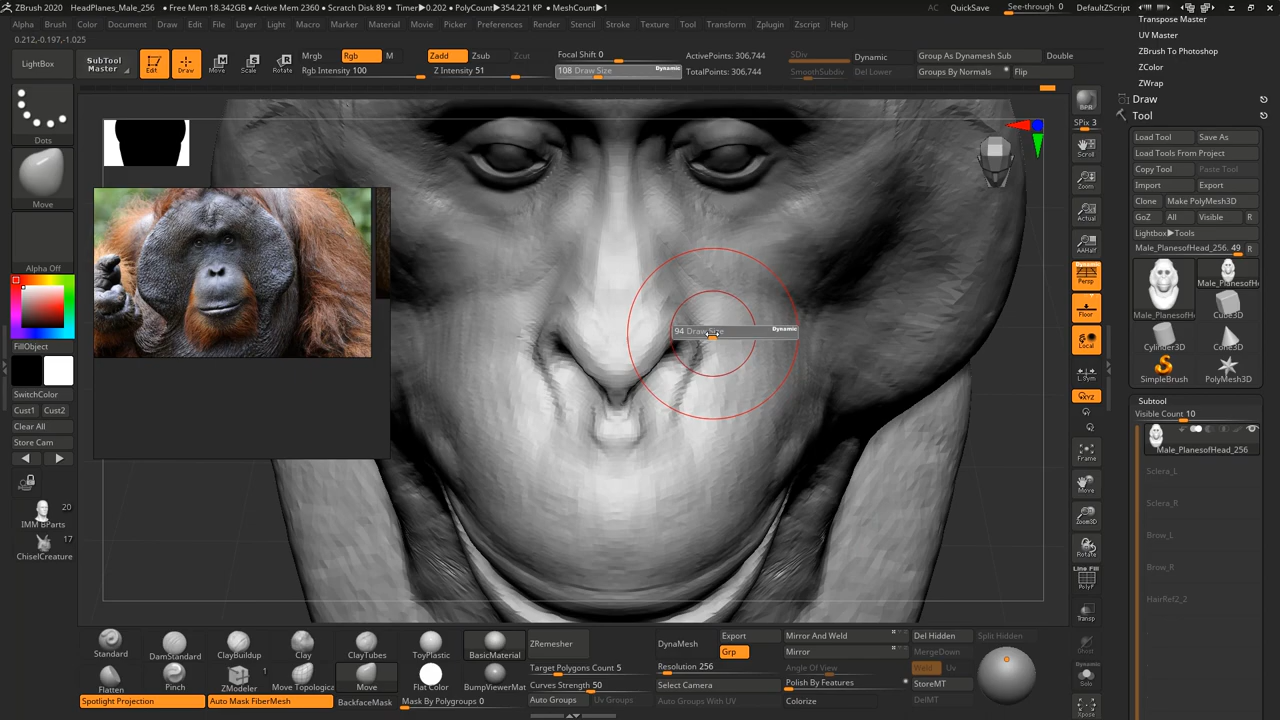 ZBrush 2020 HeadPlanes_Male_256 • Free Mem 18.342GB • Active Mem 2360 • Scratch Disk 89 • Timer▶0.202 • PolyCount▶354.221 KP • MeshCount▶1 AC QuickSave See-through 0 DefaultZScript
Alpha Brush Color Document Draw Edit File Layer Light Macro Marker Material Movie Picker Preferences Render Stencil Stroke Texture Tool Transform Zplugin Zscript Help
0.212,-0.197,-1.025
LightBox
SubTool Master
Edit Draw Move Scale Rotate
Mrgb Rgb M
Rgb Intensity 100
Zadd Zsub Zcut
Z Intensity 51
Focal Shift 0
108 Draw Size Dynamic
ActivePoints: 306,744
TotalPoints: 306,744
SDiv
SmoothSubdiv
Dynamic
Del Lower
Group As Dynamesh Sub Double
Groups By Normals Flip
Dots
Move
Alpha Off
FillObject
SwitchColor
Cust1 Cust2
Clear All
Store Cam
20
IMM BParts
17
ChiselCreature
94 Draw Size Dynamic
BPR
SPix 3
Scroll
Zoom
Actual
AAHalf
Dynamic
Persp
Floor
Local
L.Sym
XYZ
Frame
Move
Zoom3D
Rotate
Line Fill
PolyF
Transp
Ghost
Dynamic
Solo
Xpose
Transpose Master
UV Master
ZBrush To Photoshop
ZColor
ZWrap
Draw
Tool
Load Tool Save As
Load Tools From Project
Copy Tool Paste Tool
Import Export
Clone Make PolyMesh3D
GoZ All Visible R
Lightbox▶Tools
Male_PlanesofHead_256. 49 R
Male_PlanesofHe Male_PlanesofHe
Cube3D
Cylinder3D Cone3D
SimpleBrush PolyMesh3D
Subtool
Visible Count 10
Male_PlanesofHead_256
Sclera_L
Sclera_R
Brow_L
Brow_R
HairRef2_2
Standard DamStandard ClayBuildup Clay ClayTubes ToyPlastic BasicMaterial
1
Flatten Pinch ZModeler Move Topologica Move Flat Color BumpViewerMat
Spotlight Projection Auto Mask FiberMesh BackfaceMask Mask By Polygroups 0
ZRemesher
Target Polygons Count 5
Curves Strength 50
Auto Groups Uv Groups
DynaMesh Export
Grp
Resolution 256
Select Camera
Auto Groups With UV
Mirror And Weld
Mirror
Angle Of View
Polish By Features
Colorize
Del Hidden Split Hidden
MergeDown
Weld Uv
StoreMT
DelMT